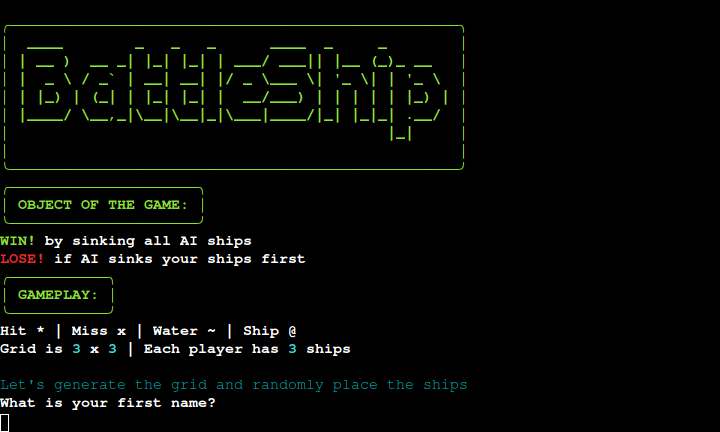 BattleShip
OBJECT OF THE GAME:
WIN! by sinking all AI ships
LOSE! if AI sinks your ships first
GAMEPLAY:
Hit * | Miss x | Water ~ | Ship @
Grid is 3 x 3 | Each player has 3 ships
Let's generate the grid and randomly place the ships
What is your first name?